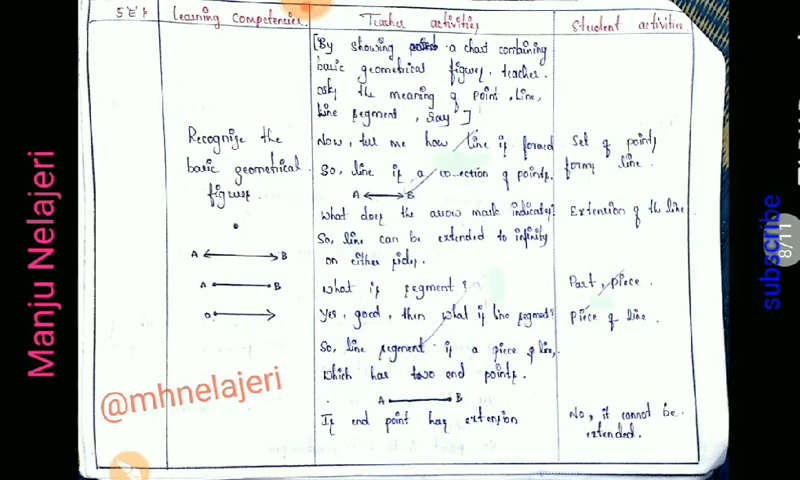 5E's
Learning Competencies
Teacher activities
Student activities
[By showing a chart combining
basic geometrical figures, teacher
asks the meaning of point, line,
line segment, say]
Recognize the
basic geometrical
figures.
A B
A B
O
Now, tell me how line is formed
So, line is a collection of points.
A B
What does the arrow mark indicates?
So, line can be extended to infinity
on either sides.
What is segment?
Yes, good, then what is line segment?
So, line segment is a piece of line,
which has two end points.
A B
Is end point has extension
Set of points
forms line.
Extension of the line
Part, piece.
Piece of line.
No, it cannot be
extended.
Manju Nelajeri
@mhnelajeri
subscribe
8/11